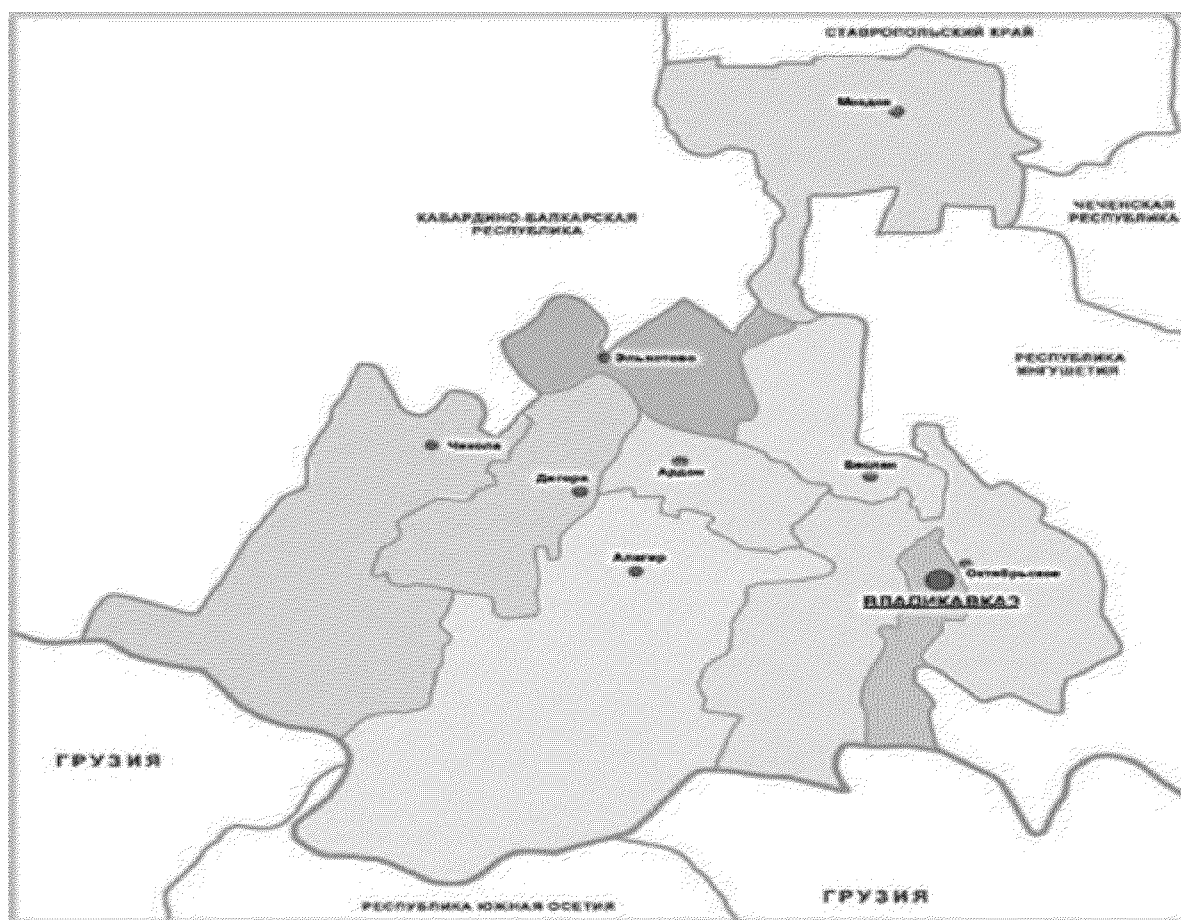 СТАВРОПОЛЬСКИЙ КРАЙ
Моздок
ЧЕЧЕНСКАЯ
РЕСПУБЛИКА
КАБАРДИНО-БАЛКАРСКАЯ
РЕСПУБЛИКА
Эльхотово
РЕСПУБЛИКА
ИНГУШЕТИЯ
Чикола
Ардон
Беслан
Дигора
Алагир
Октябрьское
ВЛАДИКАВКАЗ
ГРУЗИЯ
ГРУЗИЯ
РЕСПУБЛИКА ЮЖНАЯ ОСЕТИЯ